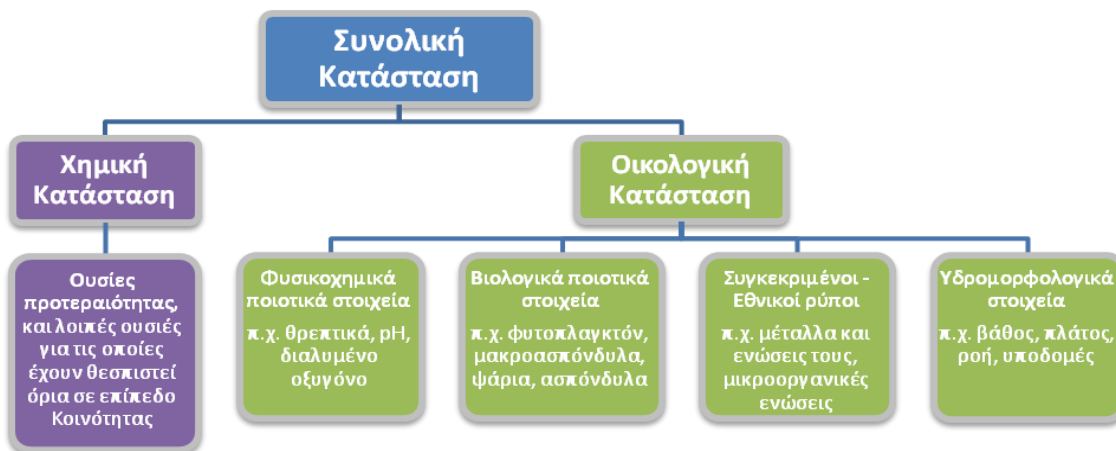 Συνολική
Κατάσταση
Χημική
Κατάσταση
Οικολογική
Κατάσταση
Ουσίες
προτεραιότητας,
και λοιπές ουσιές
για τις οποίες
έχουν θεσπιστεί
όρια σε επίπεδο
Κοινότητας
Φυσικοχημικά
ποιοτικά στοιχεία
π.χ. θρεπτικά, pH,
διαλυμένο
οξυγόνο
Βιολογικά ποιοτικά
στοιχεία
π.χ. φυτοπλαγκτόν,
μακροασπόνδυλα,
ψάρια, ασπόνδυλα
Συγκεκριμένοι -
Εθνικοί ρύποι
π.χ. μέταλλα και
ενώσεις τους,
μικροοργανικές
ενώσεις
Υδρομορφολογικά
στοιχεία
π.χ. βάθος, πλάτος,
ροή, υποδομές